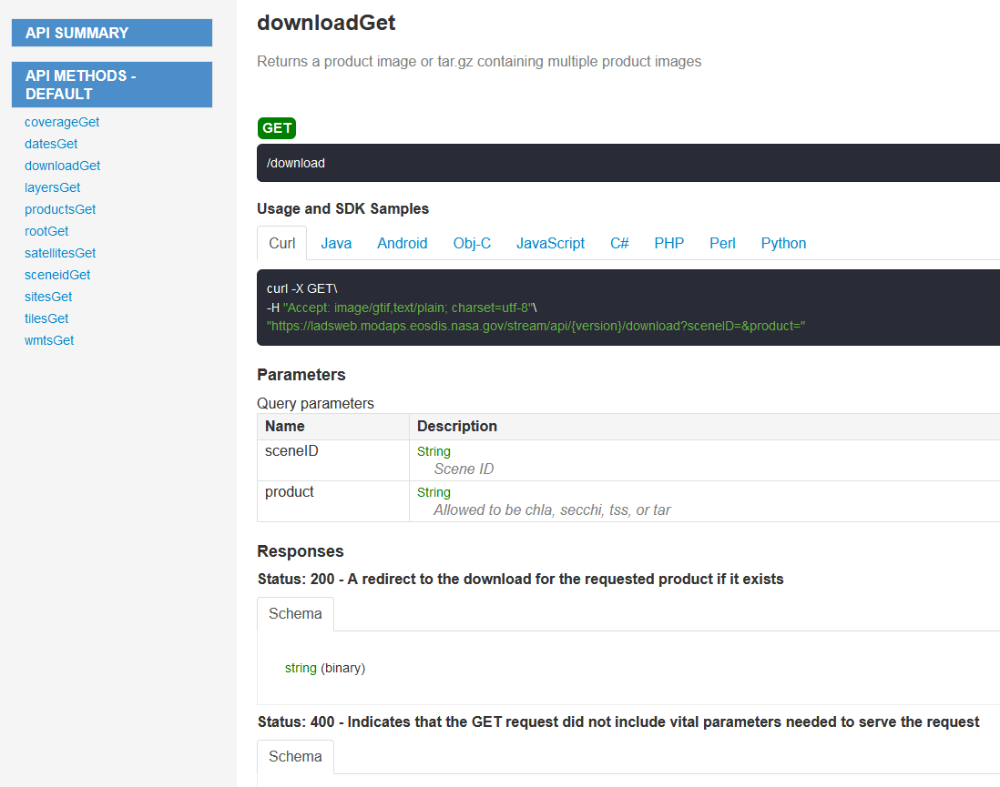 API SUMMARY
API METHODS -
DEFAULT
coverageGet
datesGet
downloadGet
layersGet
productsGet
rootGet
satellitesGet
sceneidGet
sitesGet
tilesGet
wmtsGet
downloadGet
Returns a product image or tar.gz containing multiple product images
GET
/download
Usage and SDK Samples
Curl Java Android Obj-C JavaScript C# PHP Perl Python
curl -X GET\
-H "Accept: image/gtif,text/plain; charset=utf-8"\
"https://ladsweb.modaps.eosdis.nasa.gov/stream/api/{version}/download?sceneID=&product="
Parameters
Query parameters
Name Description
sceneID String
Scene ID
product String
Allowed to be chla, secchi, tss, or tar
Responses
Status: 200 - A redirect to the download for the requested product if it exists
Schema
string (binary)
Status: 400 - Indicates that the GET request did not include vital parameters needed to serve the request
Schema